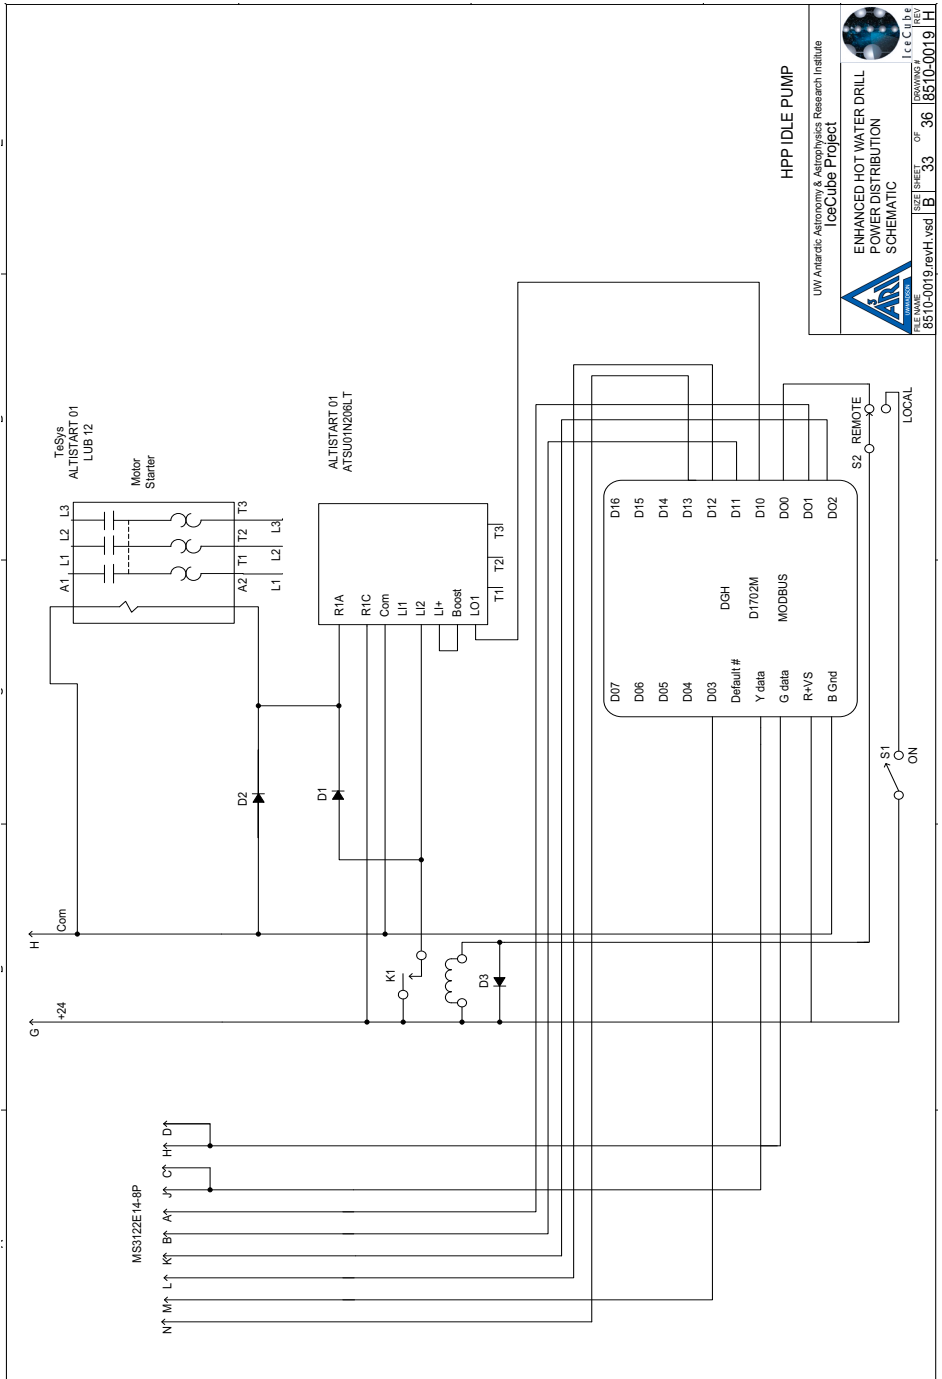 HPP IDLE PUMP
UW Antarctic Astronomy & Astrophysics Research Institute
IceCube Project
ENHANCED HOT WATER DRILL
POWER DISTRIBUTION
SCHEMATIC
IceCube
A³RI
UW-MADISON
FILE NAME
8510-0019.revH.vsd
SIZE
B
SHEET
33
OF
36
DRAWING #
8510-0019
REV
H
TeSys
ALTISTART 01
LUB 12
Motor
Starter
A1
L1
L2
L3
A2
T1
T2
T3
L1
L2
L3
ALTISTART 01
ATSU01N206LT
R1A
R1C
Com
LI1
LI2
LI+
Boost
LO1
T1
T2
T3
D2
D1
H
Com
G
+24
K1
D3
MS3122E14-8P
N
M
L
K
B
A
J
C
H
D
D07
D06
D05
D04
D03
Default #
Y data
G data
R+VS
B Gnd
DGH
D1702M
MODBUS
D16
D15
D14
D13
D12
D11
D10
DO0
DO1
DO2
S2
REMOTE
LOCAL
S1
ON